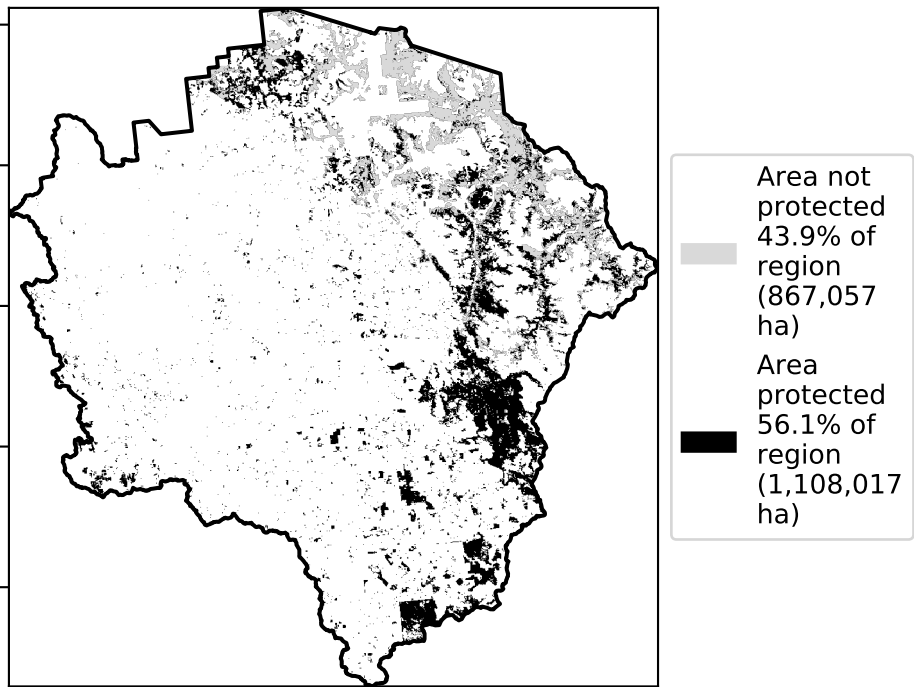 Area not
protected
43.9% of
region
(867,057
ha)
Area
protected
56.1% of
region
(1,108,017
ha)